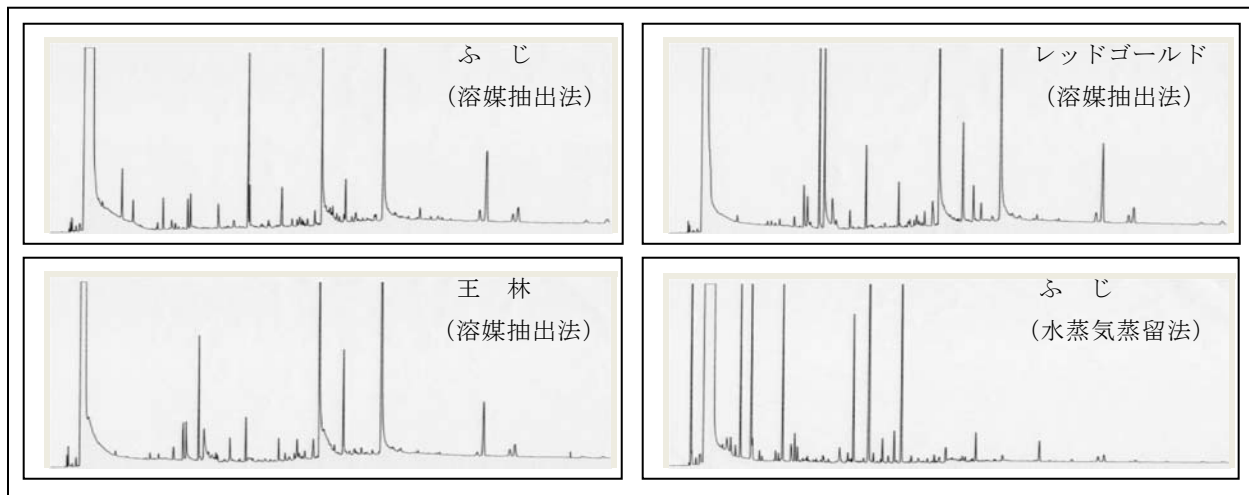 ふ じ
(溶媒抽出法)
レッドゴールド
(溶媒抽出法)
王 林
(溶媒抽出法)
ふ じ
(水蒸気蒸留法)